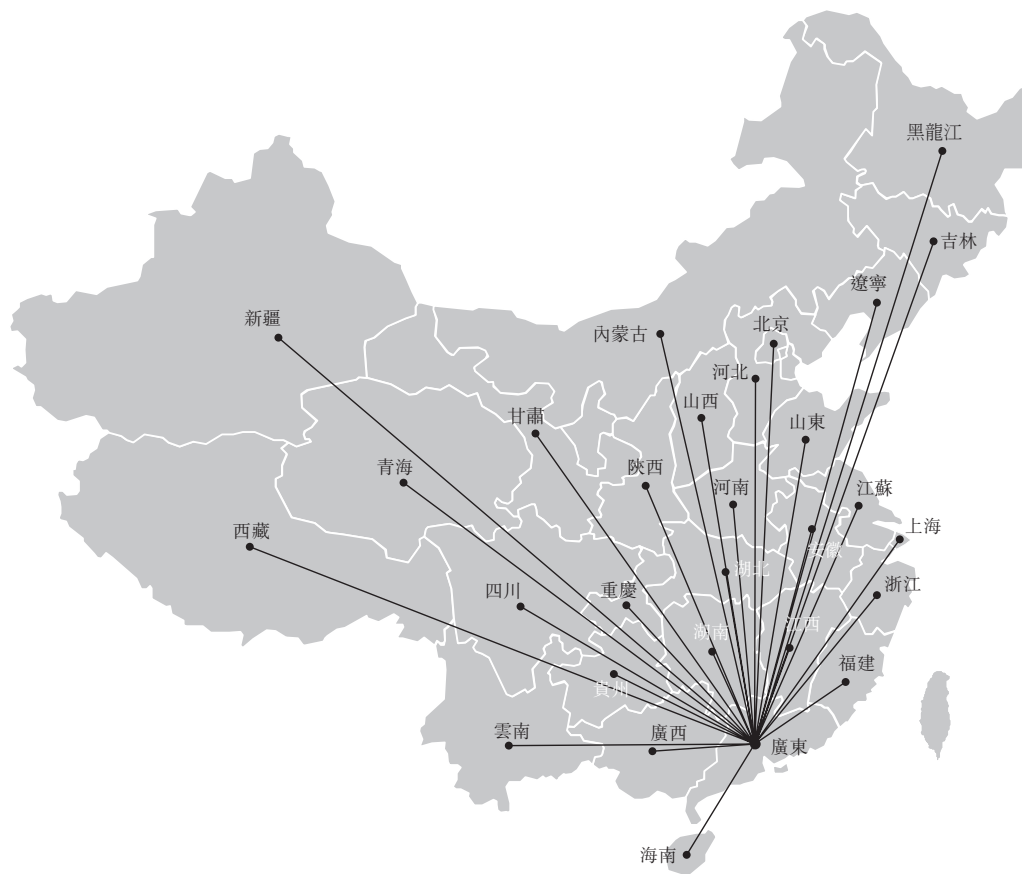 黑龍江
吉林
遼寧
新疆
北京
內蒙古
河北
山西
甘肅
山東
青海
陝西
河南
江蘇
西藏
上海
安徽
湖北
四川
重慶
浙江
湖南
江西
福建
貴州
雲南
廣西
廣東
海南